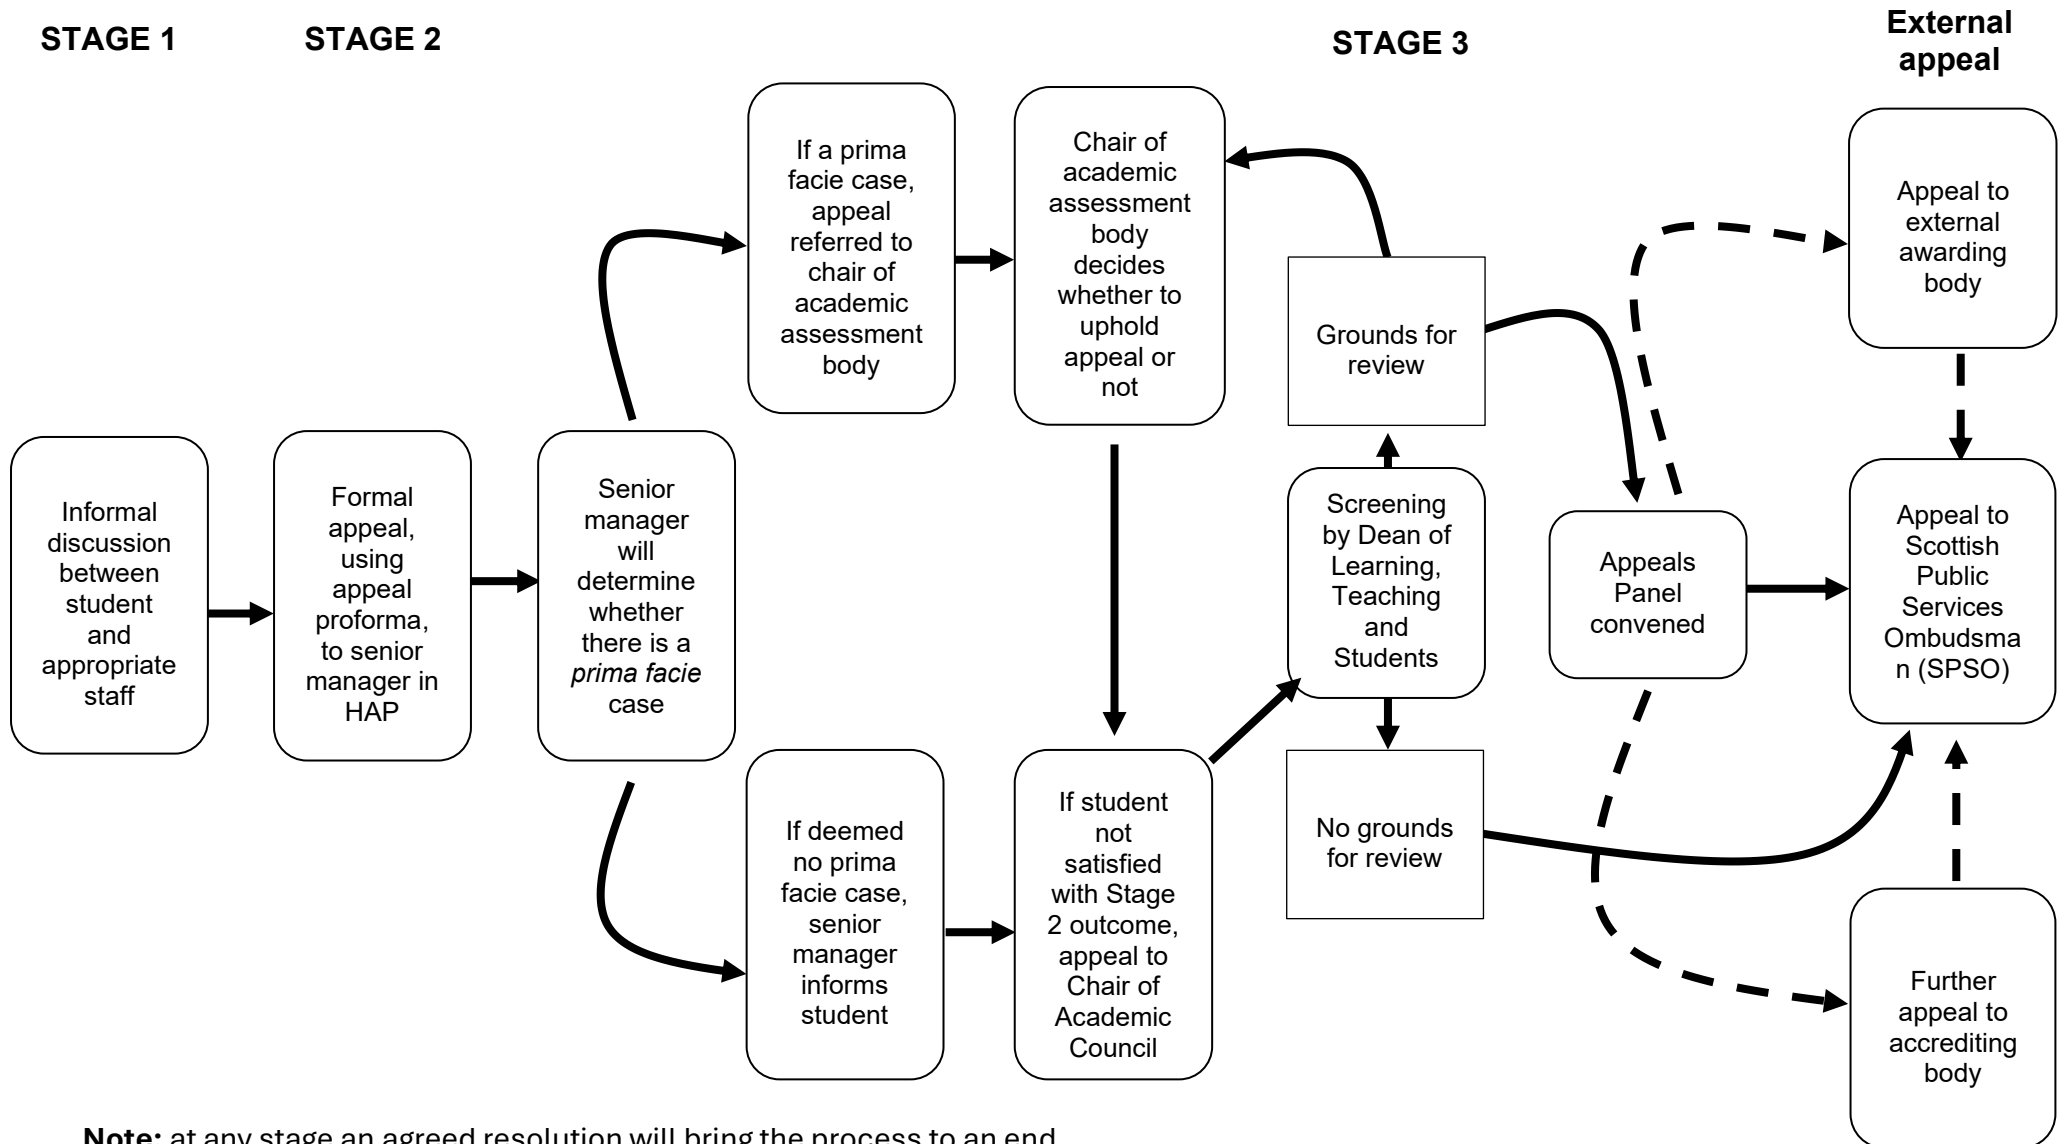 STAGE 1
STAGE 2
STAGE 3
External
appeal
Informal
discussion
between
student
and
appropriate
staff
Formal
appeal,
using
appeal
proforma,
to senior
manager in
HAP
Senior
manager
will
determine
whether
there is a
prima facie
case
If a prima
facie case,
appeal
referred to
chair of
academic
assessment
body
Chair of
academic
assessment
body
decides
whether to
uphold
appeal or
not
If deemed
no prima
facie case,
senior
manager
informs
student
If student
not
satisfied
with Stage
2 outcome,
appeal to
Chair of
Academic
Council
Grounds for
review
Screening
by Dean of
Learning,
Teaching
and
Students
No grounds
for review
Appeals
Panel
convened
Appeal to
external
awarding
body
Appeal to
Scottish
Public
Services
Ombudsma
n (SPSO)
Further
appeal to
accrediting
body
Note: at any stage an agreed resolution will bring the process to an end